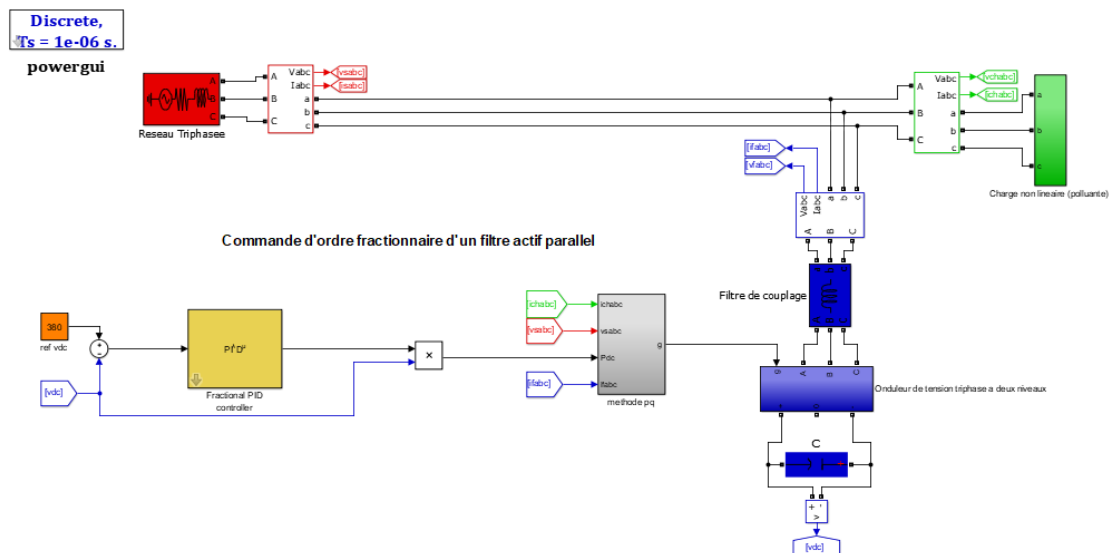 Discrete,
Ts = 1e-06 s.
powergui
A
B
C
Reseau Triphasee
A
B
C
Vabc
Iabc
a
b
c
[vsabc]
[isabc]
A
B
C
Vabc
Iabc
a
b
c
[vchabc]
[ichabc]
a
b
c
Charge non lineaire (polluante)
[ifabc]
[vfabc]
Vabc
Iabc
a
b
c
A
B
C
Commande d'ordre fractionnaire d'un filtre actif parallel
Filtre de couplage
380
ref vdc
[vdc]
Fractional PID
controller
×
[ichabc]
[vsabc]
[ifabc]
ichabc
vsabc
Pdc
ifabc
g
methode pq
g
A
B
C
Onduleur de tension triphase a deux niveaux
C
+
-
v
[vdc]